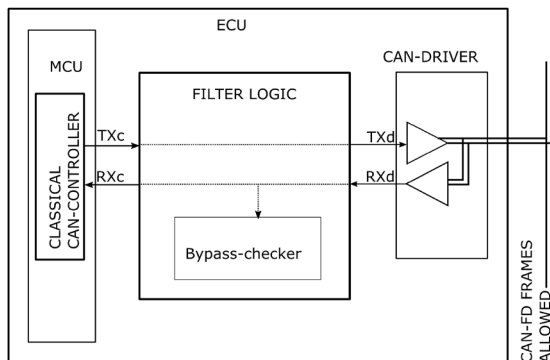 ECU
MCU
CAN-DRIVER
FILTER LOGIC
CLASSICAL
CAN-CONTROLLER
TXc
TXd
RXc
RXd
Bypass-checker
CAN-FD FRAMES
ALLOWED